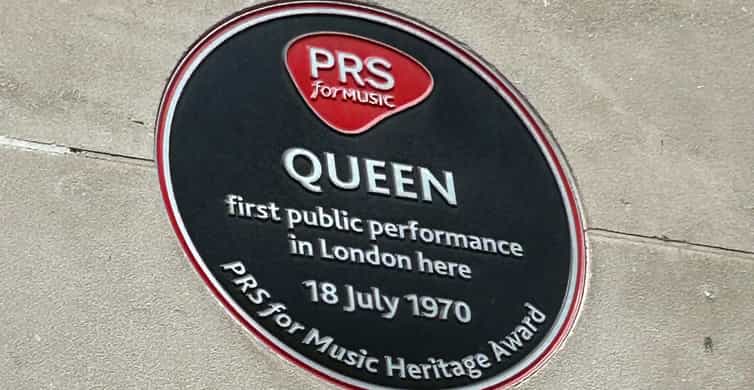 PRS
for MUSIC
QUEEN
first public performance
in London here
18 July 1970
PRS for Music Heritage Award